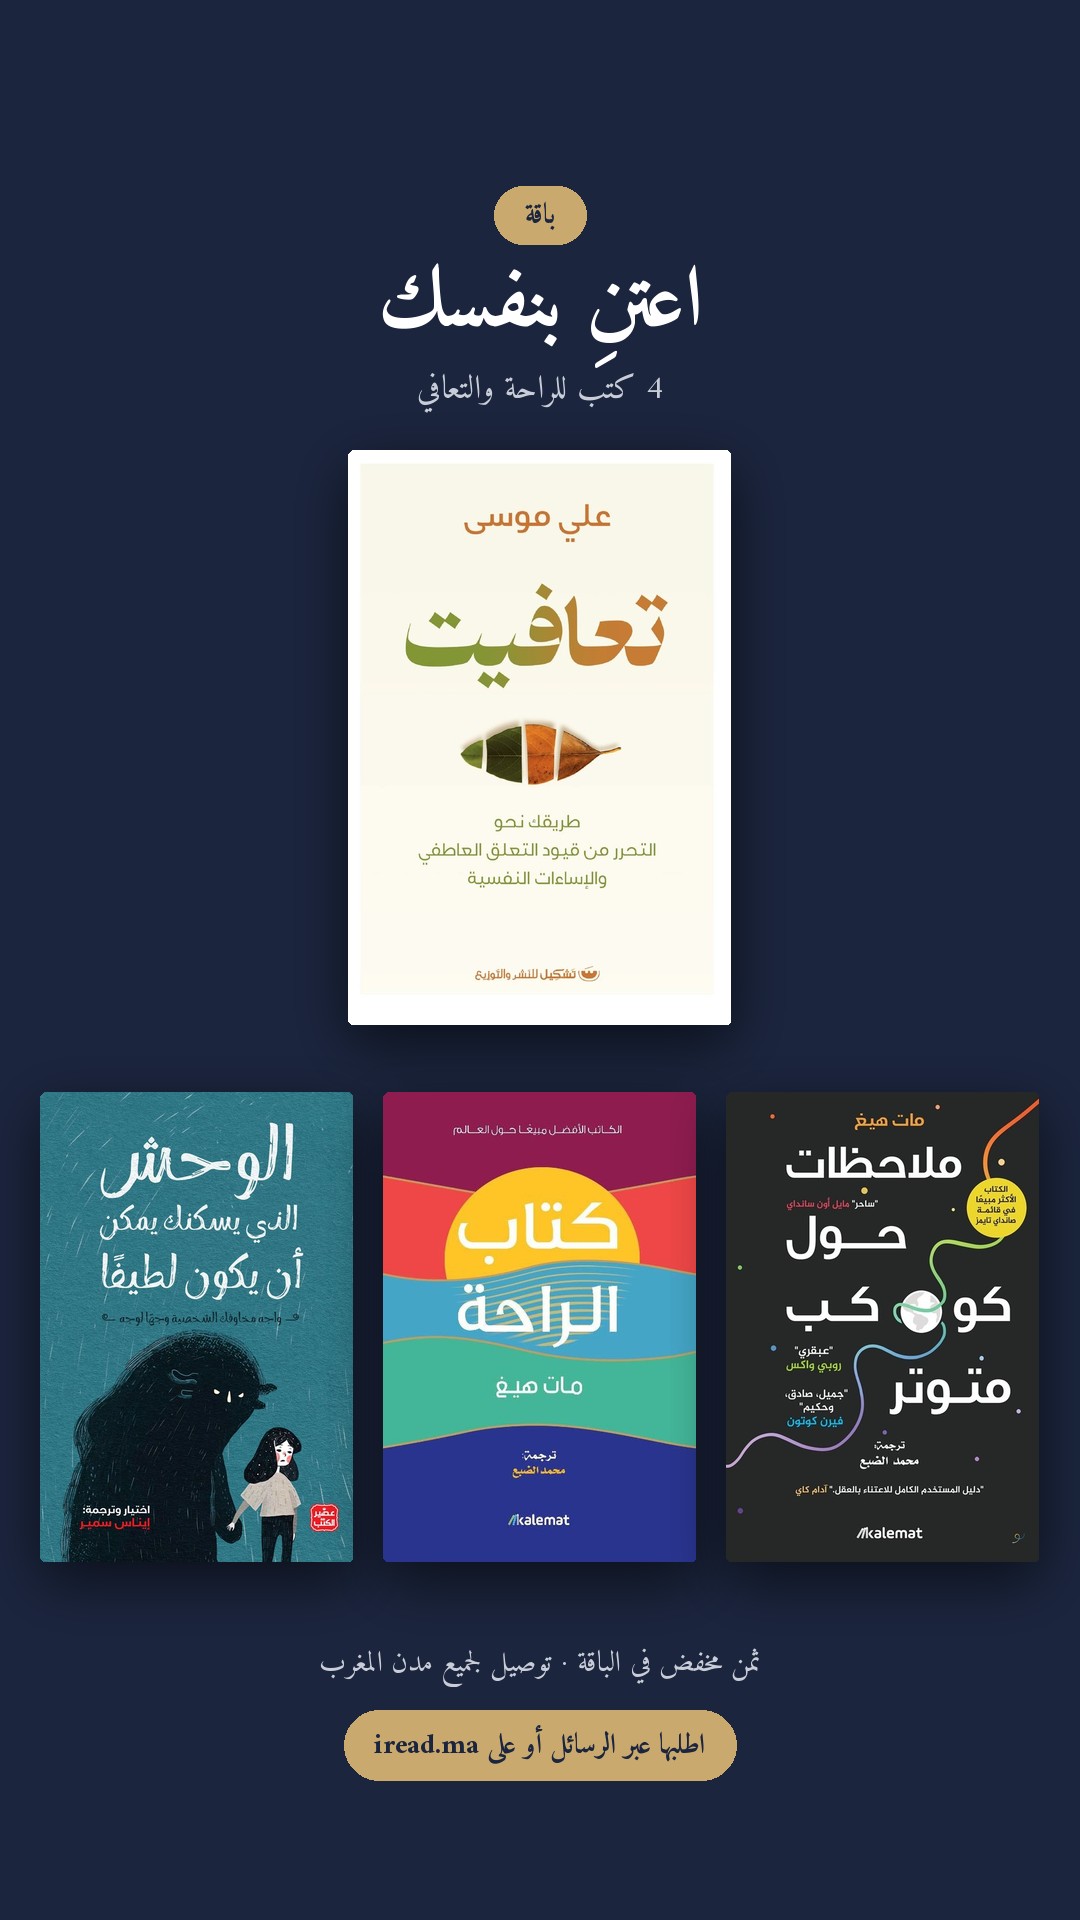 باقة
اعتنِ بنفسك
4 كتب للراحة والتعافي
علي موسى
تعافيت
طريقك نحو
التحرر من قيود التعلق العاطفي
والإساءات النفسية
تشكيل للنشر والتوزيع
الوحش
الذي يسكنك يمكن
أن يكون لطيفًا
واجه مخاوفك الشخصية وجهًا لوجه
اختيار وترجمة:
إيناس سمير
عصير
الكتب
الكاتب الأفضل مبيعًا حول العالم
كتاب
الراحة
مات هيغ
ترجمة:
محمد الضبع
kalemat
مات هيغ
ملاحظات
"ساحر" مايل أون سانداي
الكتاب
الأكثر مبيعًا
في قائمة
صانداي تايمز
حول
كوكب
"عبقري"
روبي واكس
متوتر
"جميل، صادق،
وحكيم"
فيرن كوتون
ترجمة:
محمد الضبع
"دليل المستخدم الكامل للاعتناء بالعقل." آدام كاي
kalemat
ثمن مخفض في الباقة · توصيل لجميع مدن المغرب
اطلبها عبر الرسائل أو على iread.ma